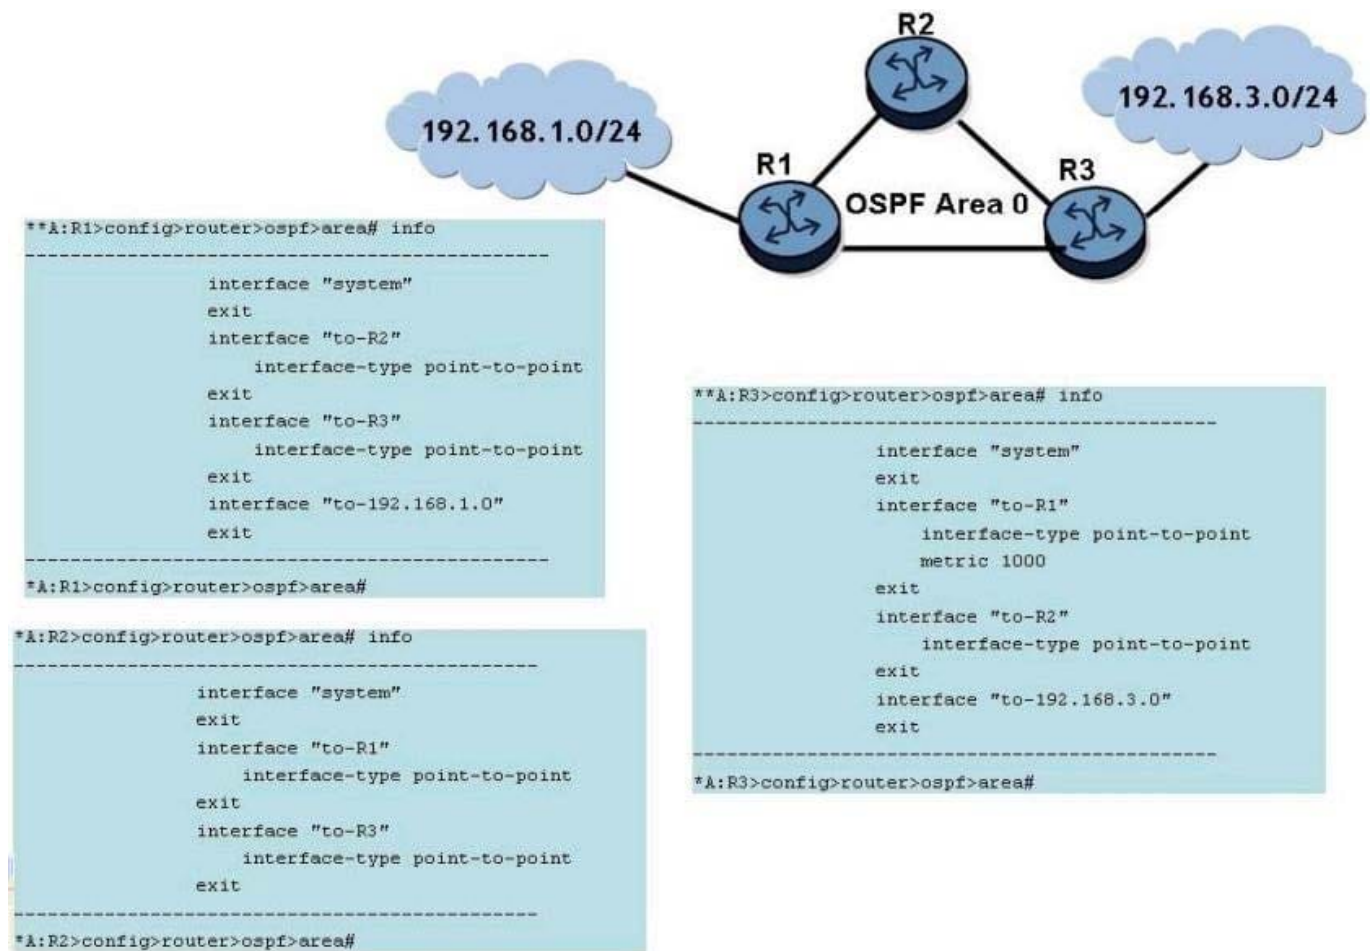 R2
192.168.3.0/24
192.168.1.0/24
R1
R3
OSPF Area 0
**A:R1>config>router>ospf>area# info
----------------------------------------------
interface "system"
exit
interface "to-R2"
interface-type point-to-point
exit
interface "to-R3"
interface-type point-to-point
exit
interface "to-192.168.1.0"
exit
----------------------------------------------
*A:R1>config>router>ospf>area#
*A:R2>config>router>ospf>area# info
----------------------------------------------
interface "system"
exit
interface "to-R1"
interface-type point-to-point
exit
interface "to-R3"
interface-type point-to-point
exit
----------------------------------------------
*A:R2>config>router>ospf>area#
**A:R3>config>router>ospf>area# info
----------------------------------------------
interface "system"
exit
interface "to-R1"
interface-type point-to-point
metric 1000
exit
interface "to-R2"
interface-type point-to-point
exit
interface "to-192.168.3.0"
exit
----------------------------------------------
*A:R3>config>router>ospf>area#